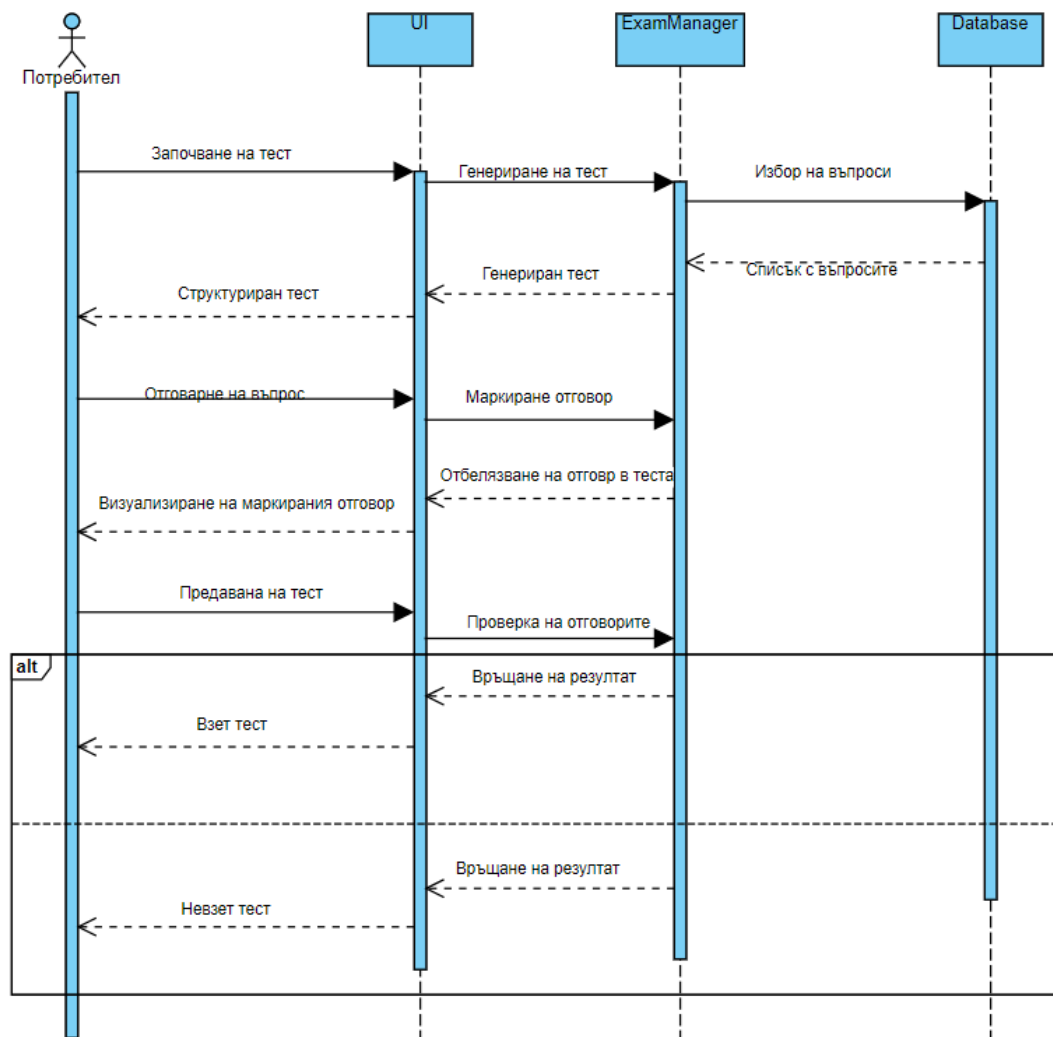 UI
ExamManager
Database
Потребител
Започване на тест
Генериране на тест
Избор на въпроси
Списък с въпросите
Генериран тест
Структуриран тест
Отговарне на въпрос
Маркиране отговор
Отбелязване на отговр в теста
Визуализиране на маркирания отговор
Предавана на тест
Проверка на отговорите
alt
Връщане на резултат
Взет тест
Връщане на резултат
Невзет тест